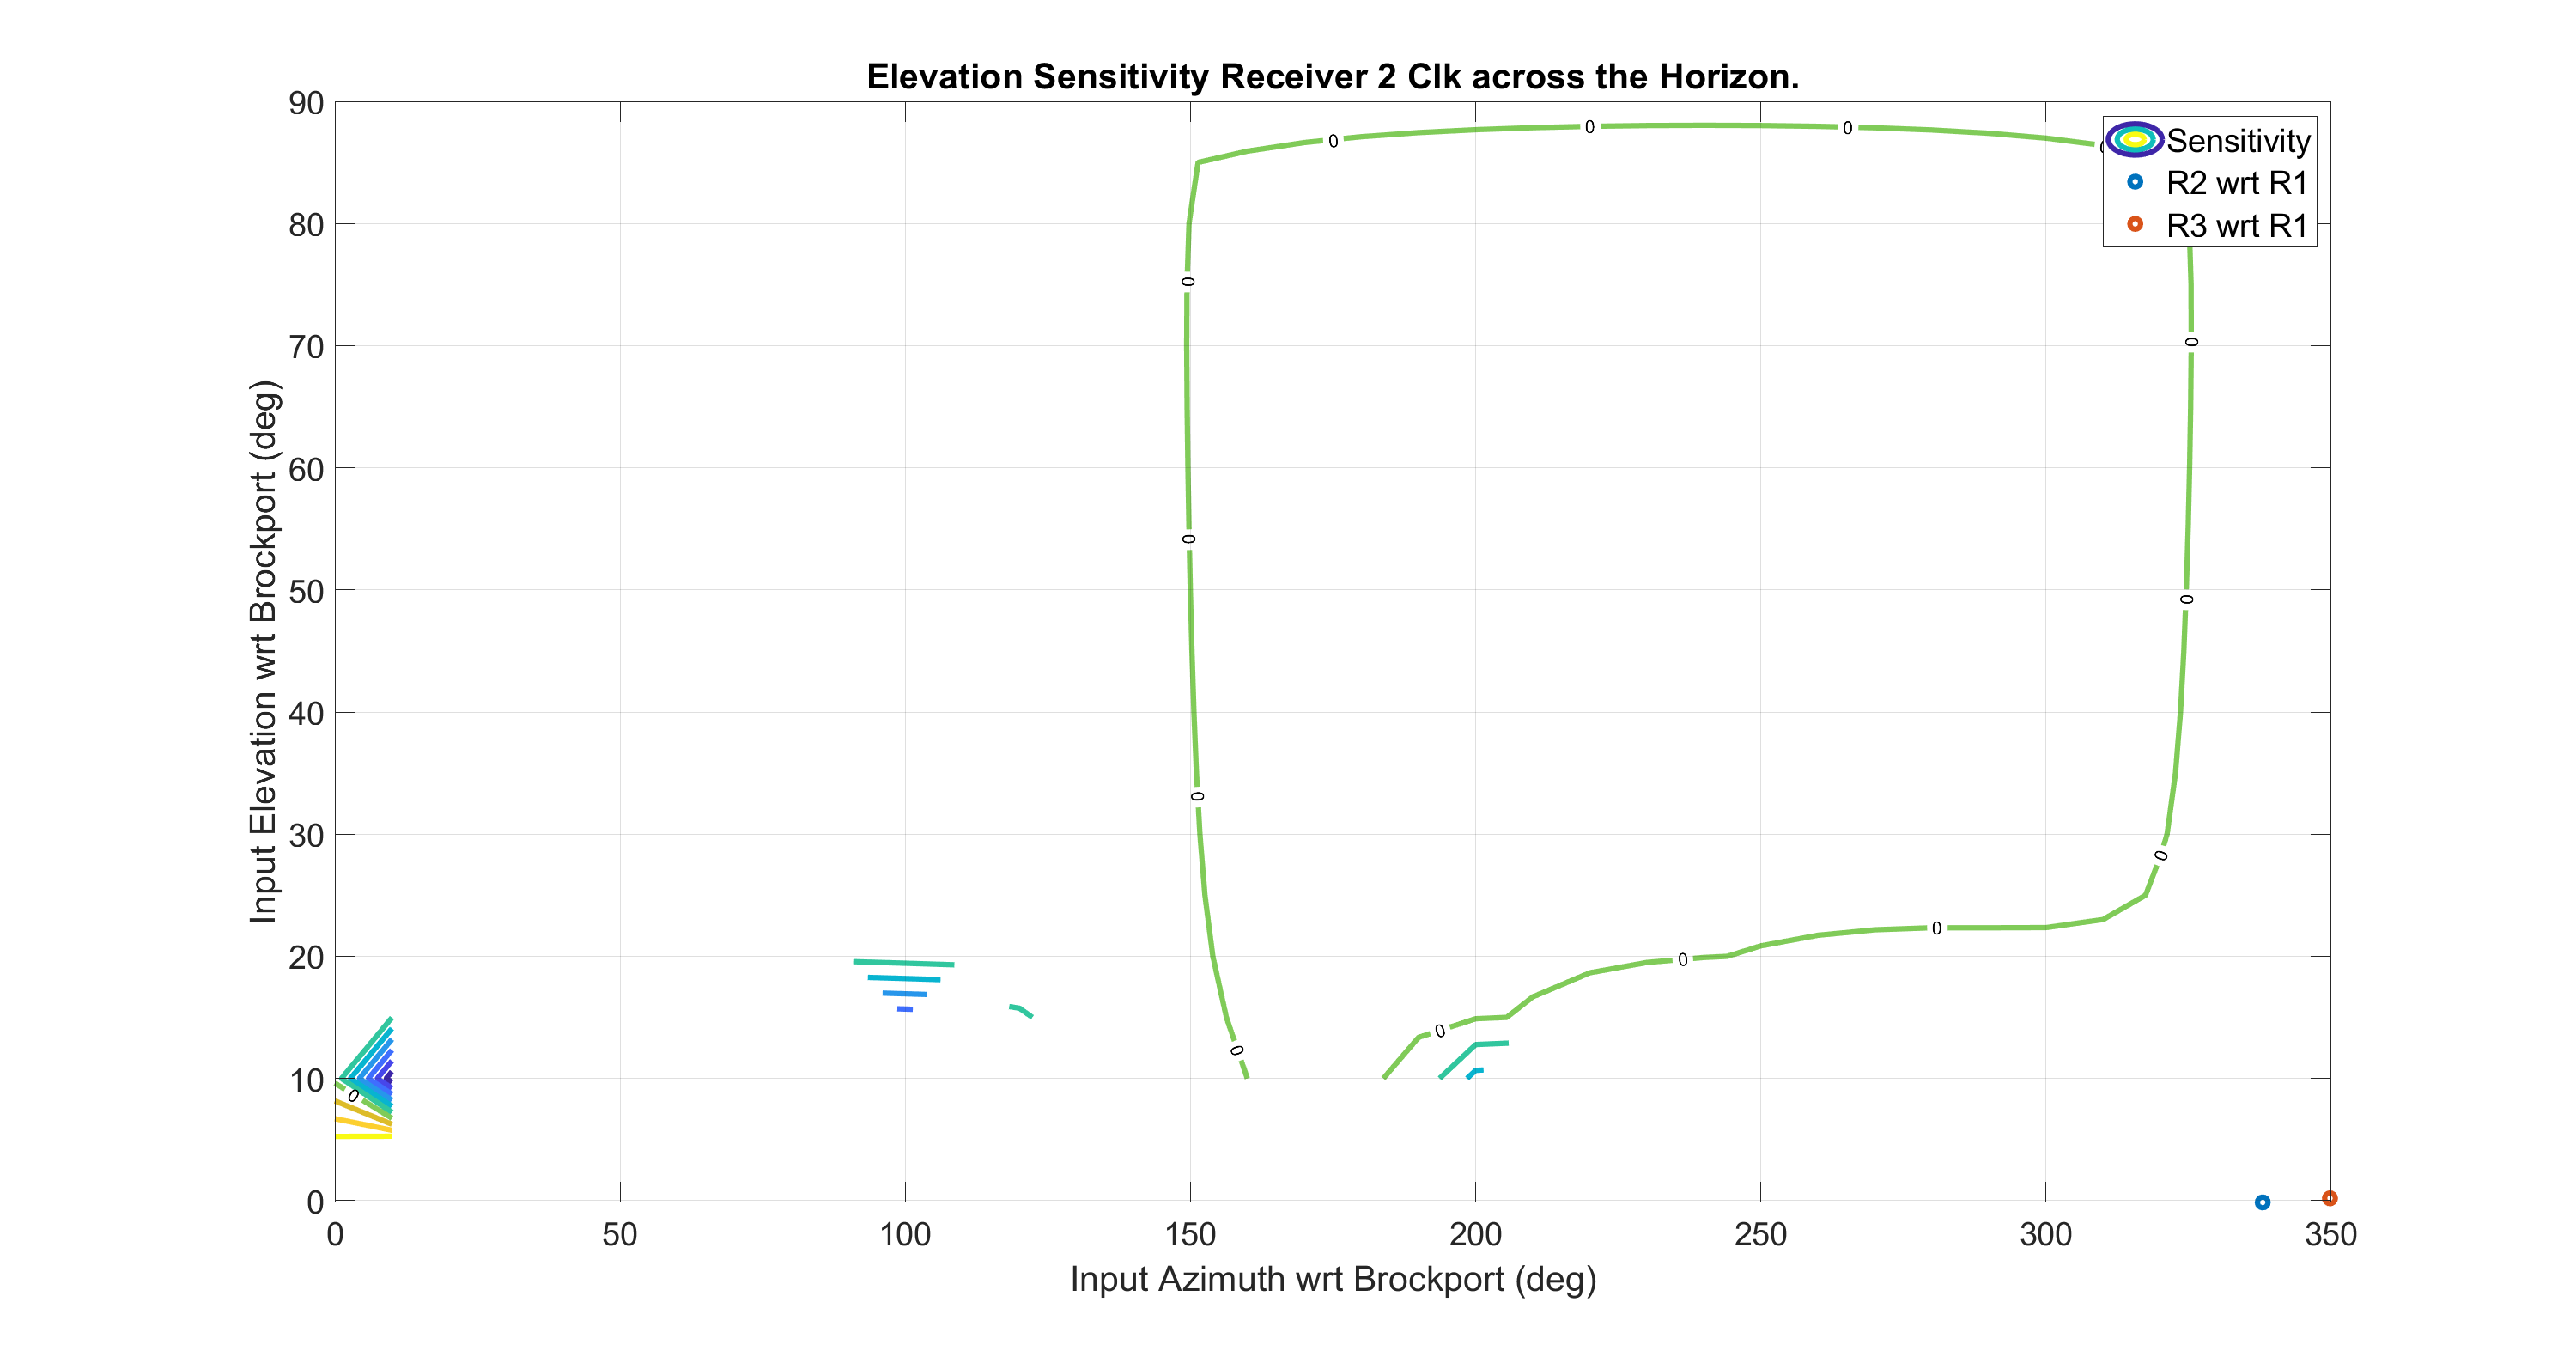 Elevation Sensitivity Receiver 2 Clk across the Horizon.
90
80
70
60
50
40
30
20
10
0
Input Elevation wrt Brockport (deg)
0 0 0 0
0
0
0
0
0
0
0
0
0
0
0
0
0
Sensitivity
R2 wrt R1
R3 wrt R1
0 50 100 150 200 250 300 350
Input Azimuth wrt Brockport (deg)